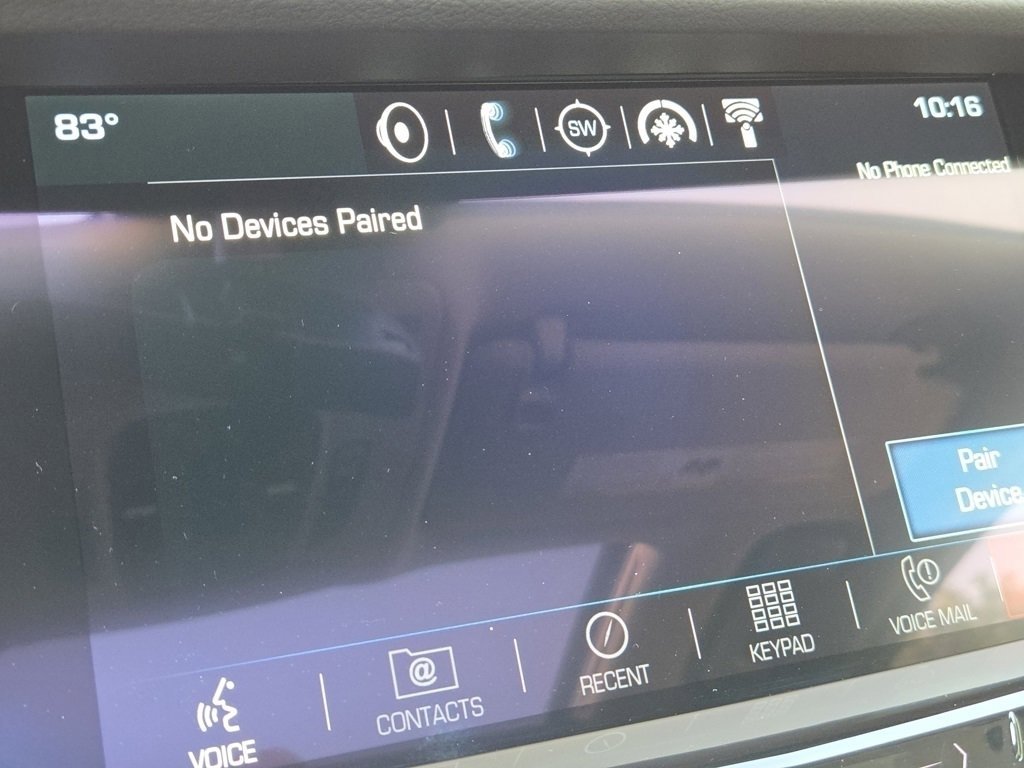 83°
SW
10:16
No Phone Connected
No Devices Paired
Pair
Device
VOICE
@
CONTACTS
RECENT
KEYPAD
VOICE MAIL